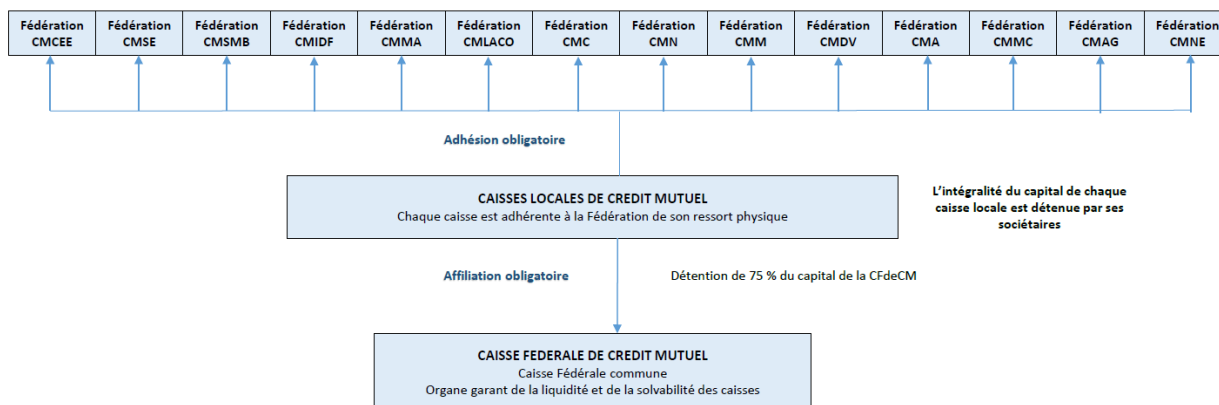 Fédération CMCEE
Fédération CMSE
Fédération CMSMB
Fédération CMIDF
Fédération CMMA
Fédération CMLACO
Fédération CMC
Fédération CMN
Fédération CMM
Fédération CMDV
Fédération CMA
Fédération CMMC
Fédération CMAG
Fédération CMNE
Adhésion obligatoire
CAISSES LOCALES DE CREDIT MUTUEL
Chaque caisse est adhérente à la Fédération de son ressort physique
L'intégralité du capital de chaque
caisse locale est détenue par ses
sociétaires
Affiliation obligatoire
Détention de 75 % du capital de la CFdeCM
CAISSE FEDERALE DE CREDIT MUTUEL
Caisse Fédérale commune
Organe garant de la liquidité et de la solvabilité des caisses